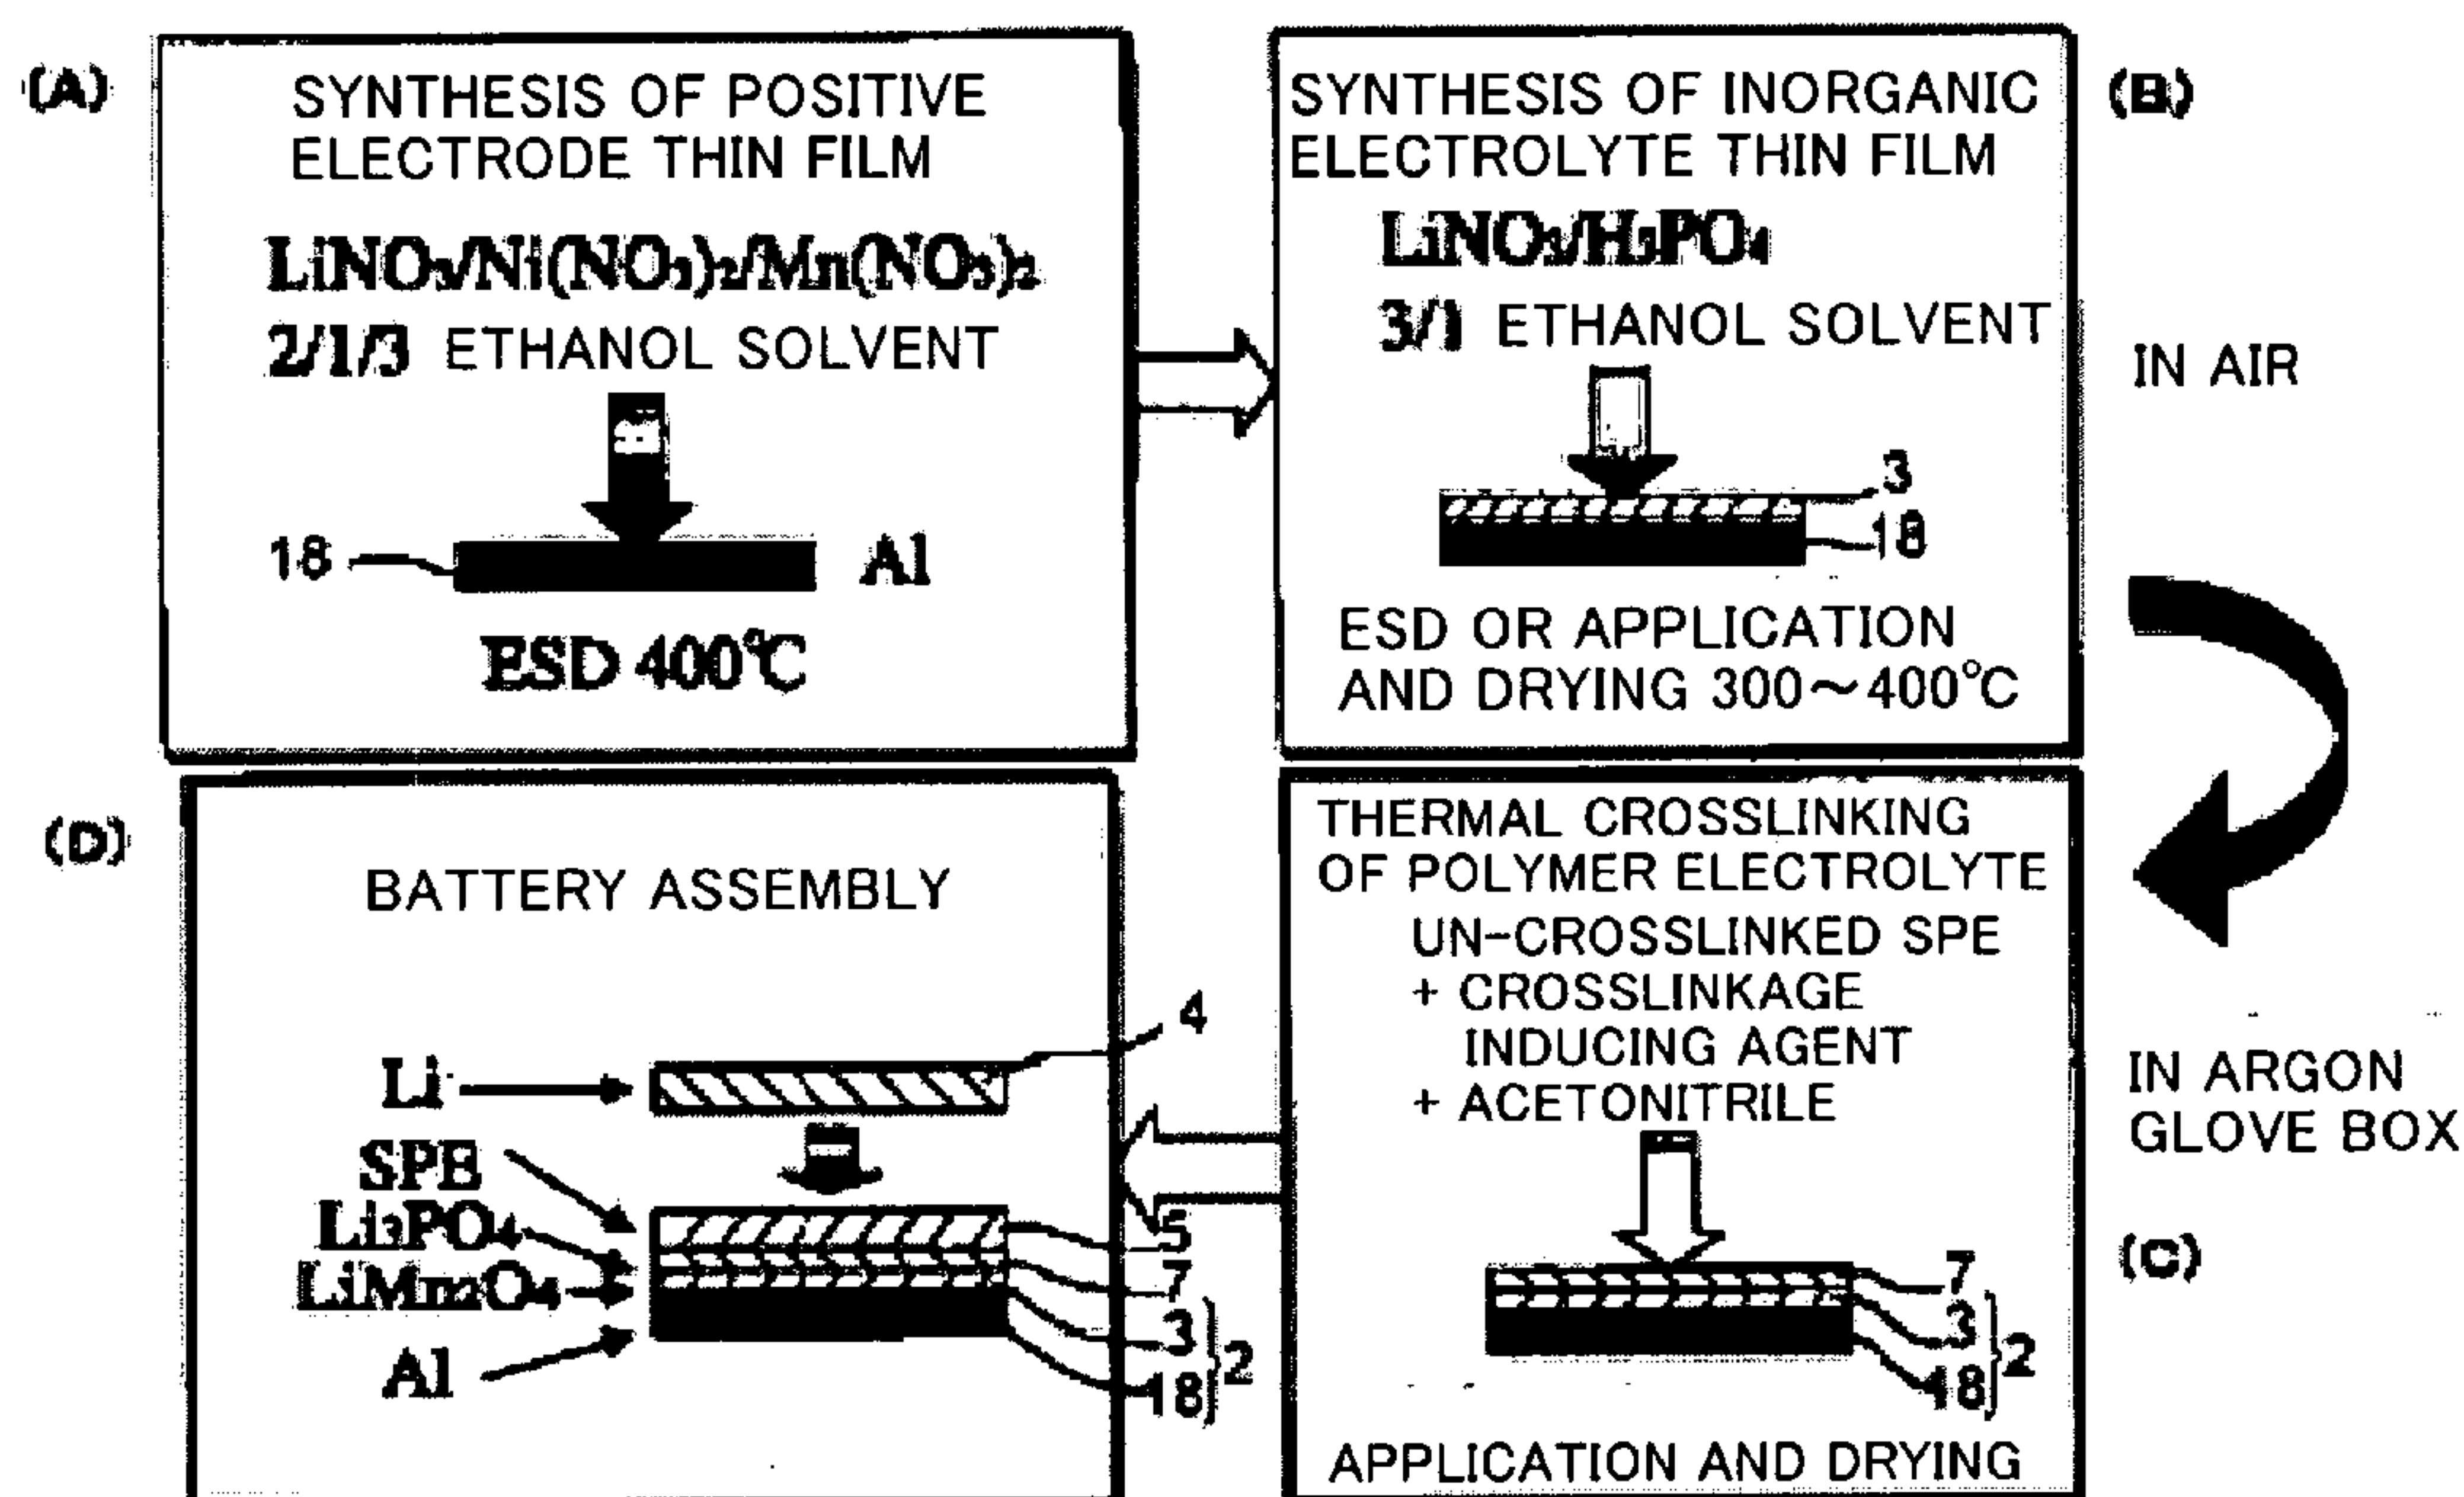 (A)
SYNTHESIS OF POSITIVE
ELECTRODE THIN FILM
LiNO₃/Ni(NO₃)₂/Mn(NO₃)₂
2/1/3 ETHANOL SOLVENT
18
Al
ESD 400℃
(B)
SYNTHESIS OF INORGANIC
ELECTROLYTE THIN FILM
LiNO₃/H₃PO₄
3/1 ETHANOL SOLVENT
3
18
ESD OR APPLICATION
AND DRYING 300~400℃
IN AIR
THERMAL CROSSLINKING
OF POLYMER ELECTROLYTE
UN-CROSSLINKED SPE
+ CROSSLINKAGE
INDUCING AGENT
+ ACETONITRILE
7
3
18
2
APPLICATION AND DRYING
IN ARGON
GLOVE BOX
(C)
(D)
BATTERY ASSEMBLY
4
Li
SPE
Li₃PO₄
LiMn₂O₄
Al
5
7
3
18
2